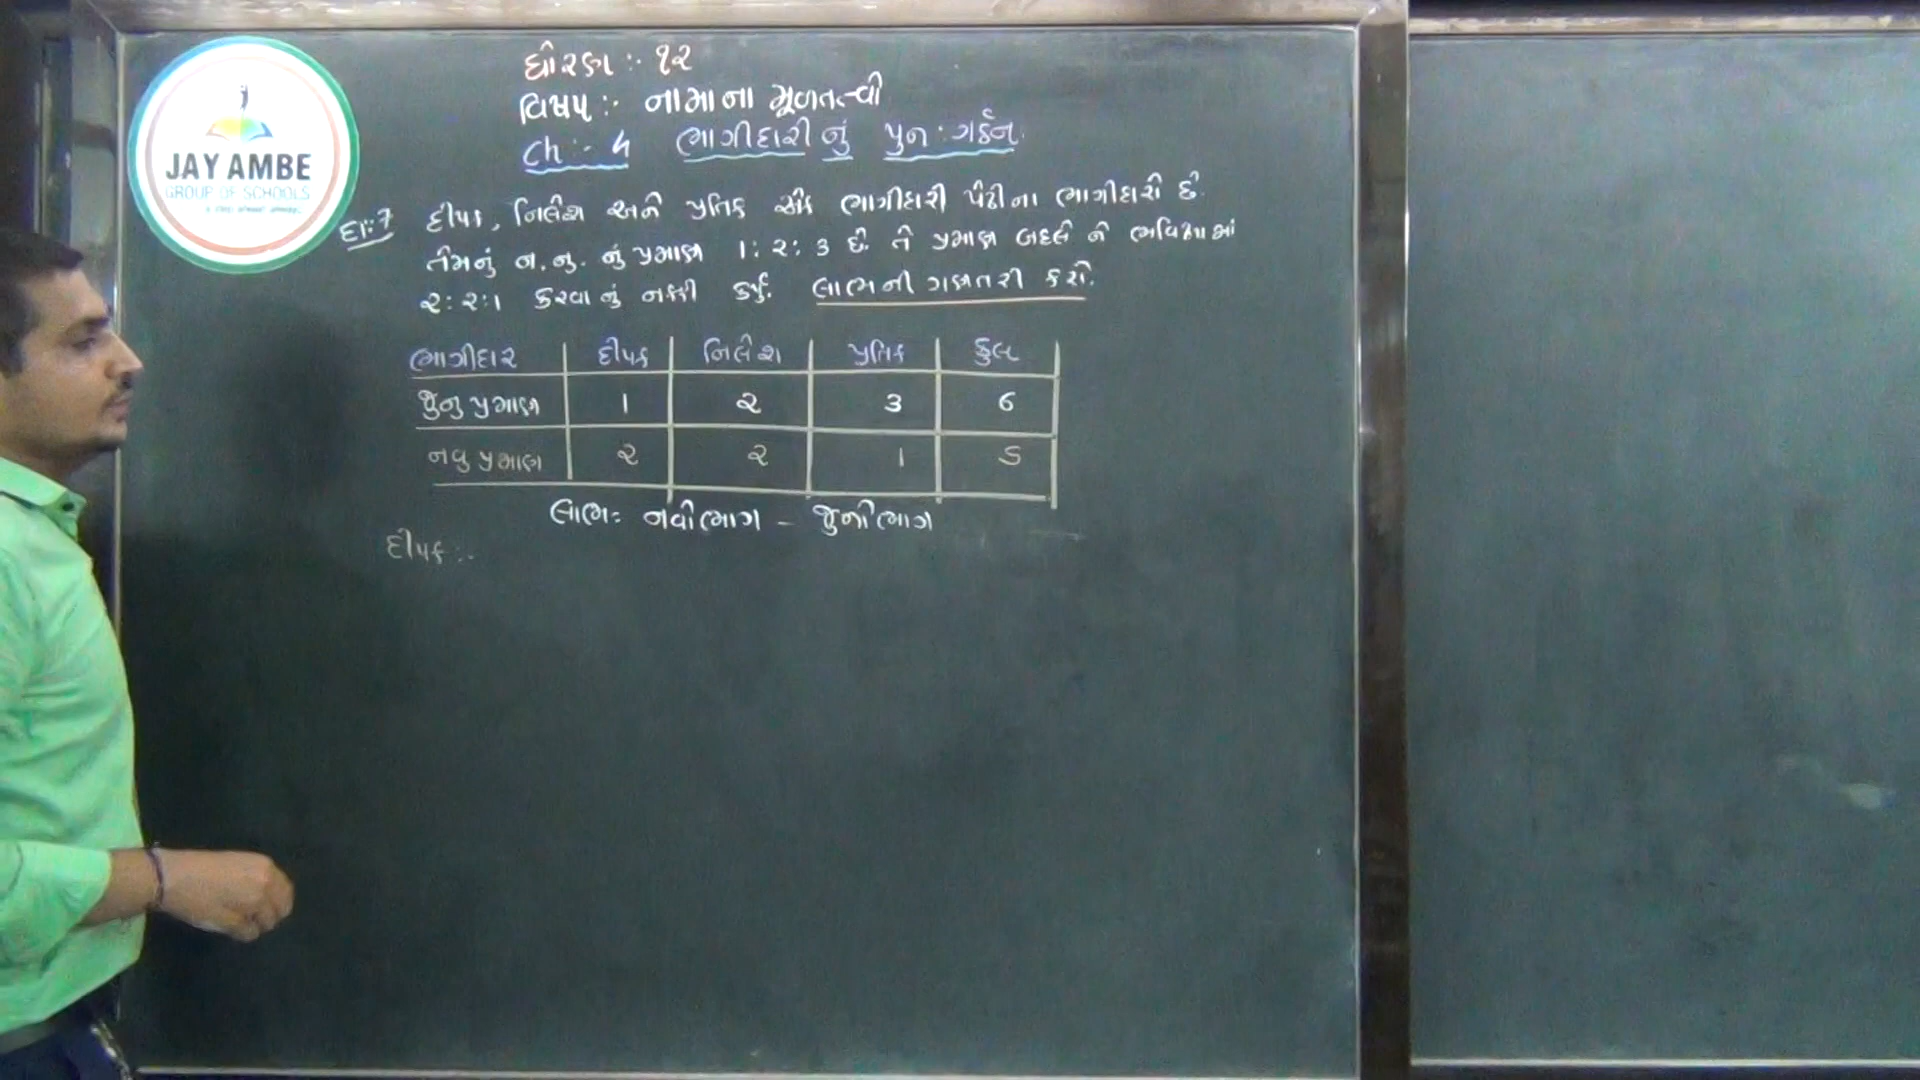 ધોરણ :- ૧૨
વિષય :- નામાના મૂળતત્વો
Ch :- ૫ ભાગીદારીનું પુન:ગઠન.
JAY AMBE
GROUP OF SCHOOLS
દા:-7 દીપક, નિલેશ અને પ્રતિક એક ભાગીદારી પેઢીના ભાગીદારો છે.
તેમનું ન.નુ. નું પ્રમાણ 1:૨:3 છે. તે પ્રમાણ બદલે ને ભવિષ્યમાં
૨:૨:1 કરવાનું નક્કી કર્યું. લાભની ગણતરી કરો.
ભાગીદાર દીપક નિલેશ પ્રતિક કુલ
જુનુ પ્રમાણ 1 ૨ 3 6
નવુ પ્રમાણ ૨ ૨ 1 5
લાભ = નવોભાગ - જુનોભાગ
દીપક :-